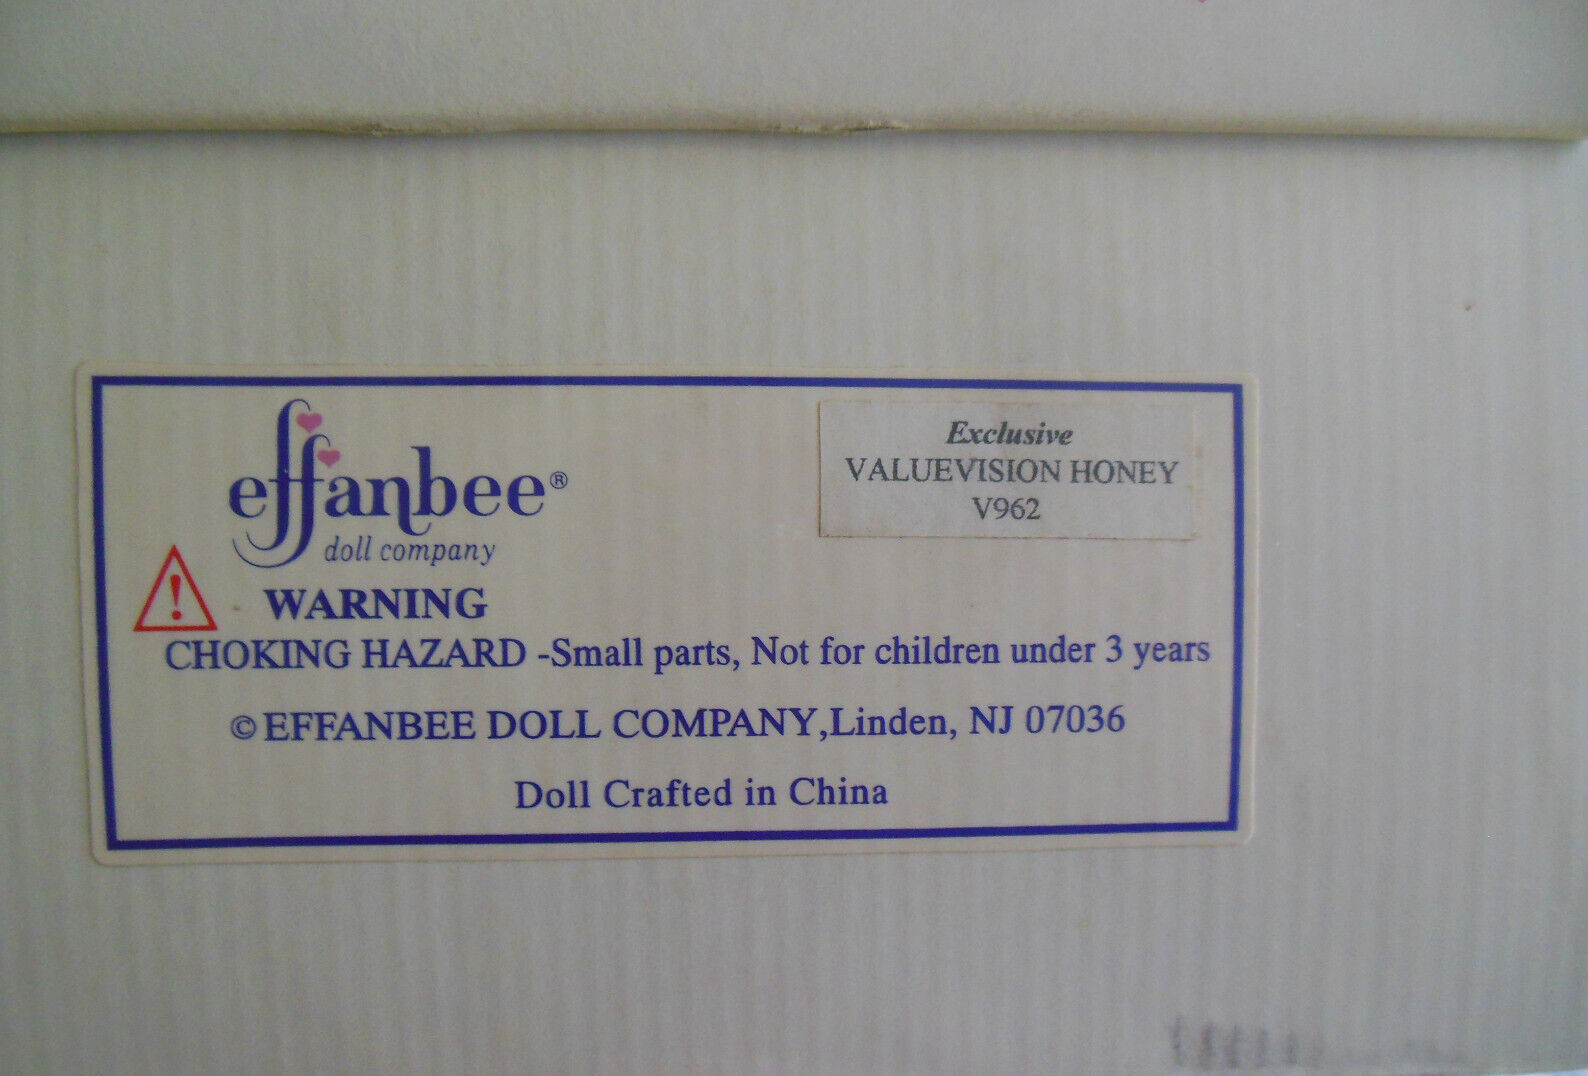 effanbee®
doll company
Exclusive
VALUEVISION HONEY
V962
! WARNING
CHOKING HAZARD -Small parts, Not for children under 3 years
©EFFANBEE DOLL COMPANY,Linden, NJ 07036
Doll Crafted in China